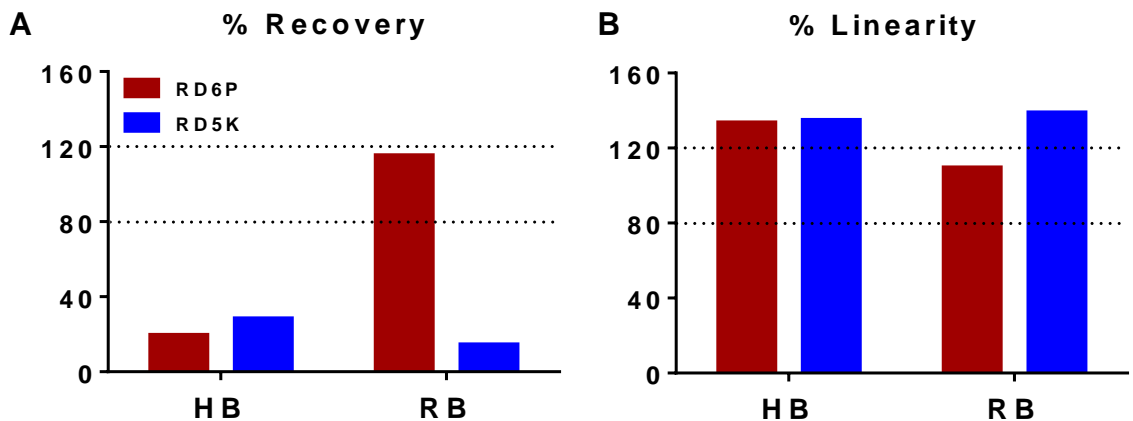 A
% Recovery
160
120
80
40
0
RD6P
RD5K
HB RB
B
% Linearity
160
120
80
40
0
HB RB